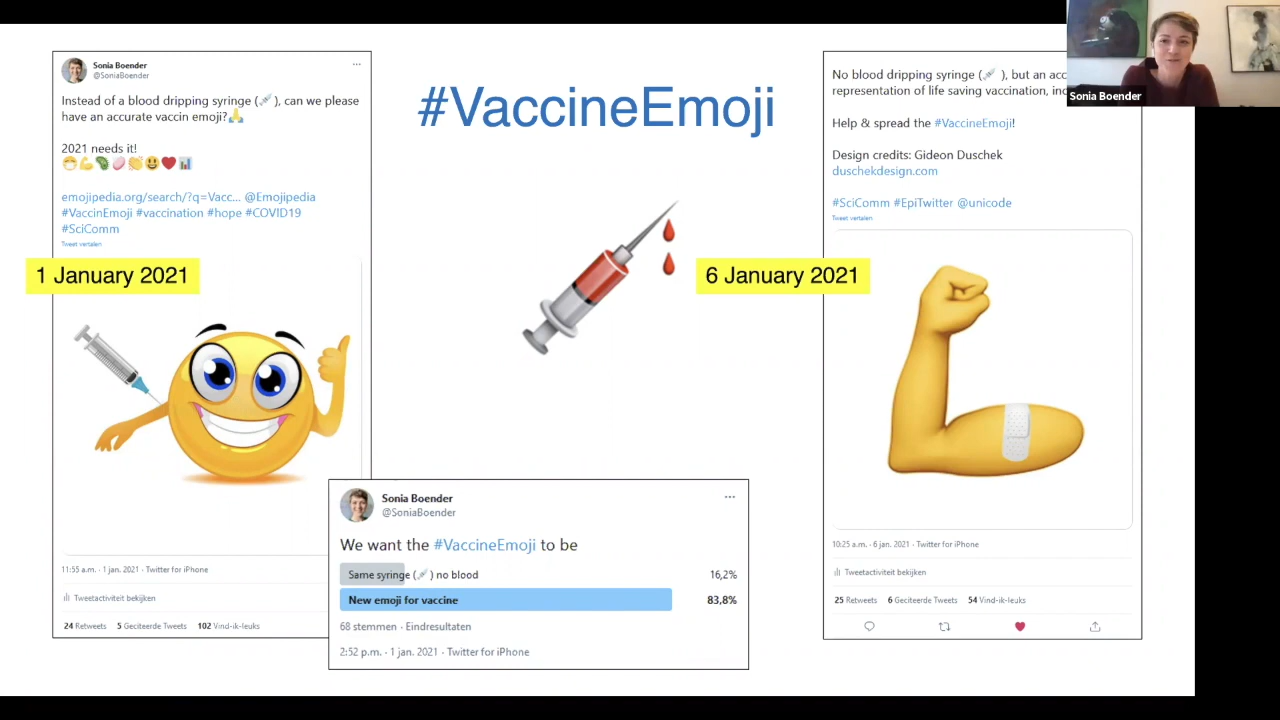 #VaccineEmoji
Sonia Boender
@SoniaBoender
Instead of a blood dripping syringe (💉), can we please
have an accurate vaccin emoji?🙏
2021 needs it!
😷💪🦠🧼👏😃❤️📊
emojipedia.org/search/?q=Vacc... @Emojipedia
#VaccinEmoji #vaccination #hope #COVID19
#SciComm
Tweet vertalen
1 January 2021
11:55 a.m. · 1 jan. 2021 · Twitter for iPhone
Tweetactiviteit bekijken
24 Retweets 5 Geciteerde Tweets 102 Vind-ik-leuks
Sonia Boender
@SoniaBoender
We want the #VaccineEmoji to be
Same syringe (💉) no blood 16,2%
New emoji for vaccine 83,8%
68 stemmen · Eindresultaten
2:52 p.m. · 1 jan. 2021 · Twitter for iPhone
No blood dripping syringe (💉), but an
representation of life saving vaccination,
Help & spread the #VaccineEmoji!
Design credits: Gideon Duschek
duschekdesign.com
#SciComm #EpiTwitter @unicode
Tweet vertalen
6 January 2021
10:25 a.m. · 6 jan. 2021 · Twitter for iPhone
Tweetactiviteit bekijken
25 Retweets 6 Geciteerde Tweets 54 Vind-ik-leuks
Sonia Boender